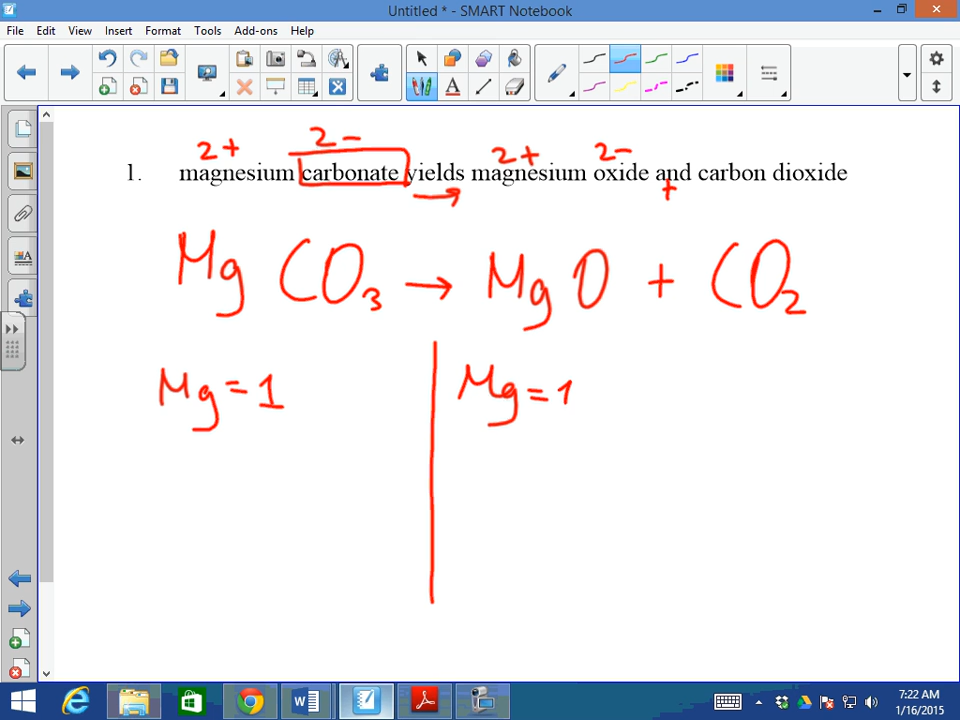 Untitled * - SMART Notebook
File Edit View Insert Format Tools Add-ons Help
2+ 2- 2+ 2-
1. magnesium carbonate yields magnesium oxide and carbon dioxide
→ +
MgCO₃ → MgO + CO₂
Mg = 1 Mg = 1
7:22 AM
1/16/2015